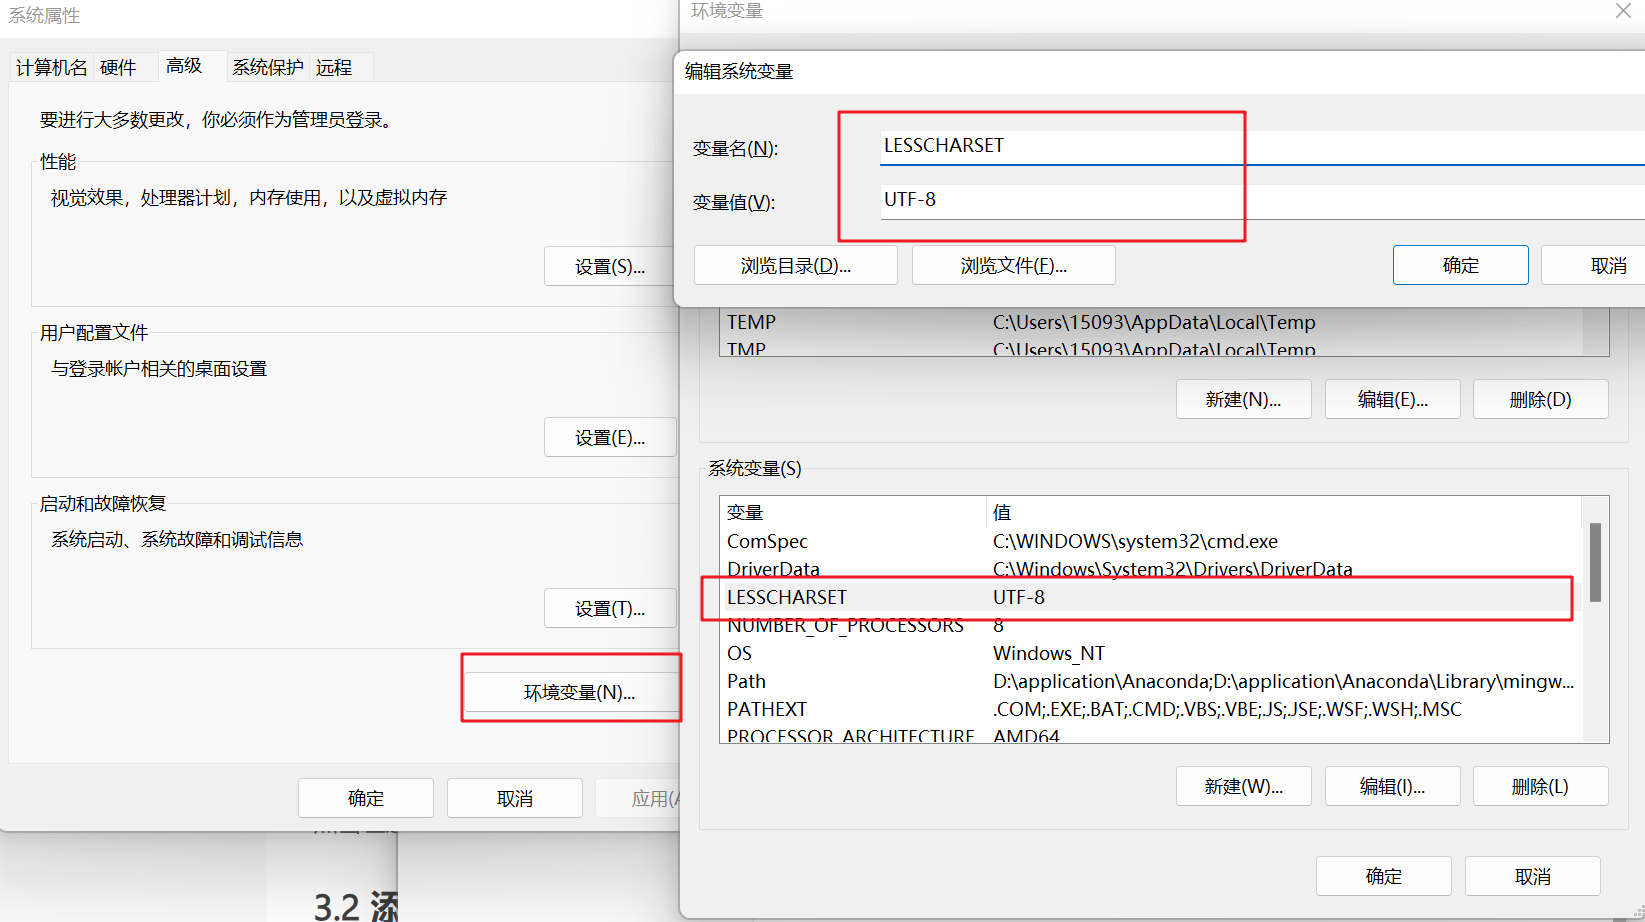 系统属性
计算机名
硬件
高级
系统保护
远程
要进行大多数更改，你必须作为管理员登录。
性能
视觉效果，处理器计划，内存使用，以及虚拟内存
设置(S)...
用户配置文件
与登录帐户相关的桌面设置
设置(E)...
启动和故障恢复
系统启动、系统故障和调试信息
设置(T)...
环境变量(N)...
确定
取消
应用(A
3.2 添
环境变量
编辑系统变量
变量名(N):
LESSCHARSET
变量值(V):
UTF-8
浏览目录(D)...
浏览文件(F)...
确定
取消
TEMP C:\Users\15093\AppData\Local\Temp
TMP C:\Users\15093\AppData\Local\Temp
新建(N)...
编辑(E)...
删除(D)
系统变量(S)
变量 值
ComSpec C:\WINDOWS\system32\cmd.exe
DriverData C:\Windows\System32\Drivers\DriverData
LESSCHARSET UTF-8
NUMBER_OF_PROCESSORS 8
OS Windows_NT
Path D:\application\Anaconda;D:\application\Anaconda\Library\mingw...
PATHEXT .COM;.EXE;.BAT;.CMD;.VBS;.VBE;.JS;.JSE;.WSF;.WSH;.MSC
PROCESSOR_ARCHITECTURE AMD64
新建(W)...
编辑(I)...
删除(L)
确定
取消